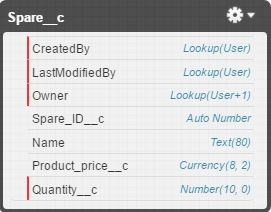 Spare__c
CreatedBy Lookup(User)
LastModifiedBy Lookup(User)
Owner Lookup(User+1)
Spare_ID__c Auto Number
Name Text(80)
Product_price__c Currency(8, 2)
Quantity__c Number(10, 0)